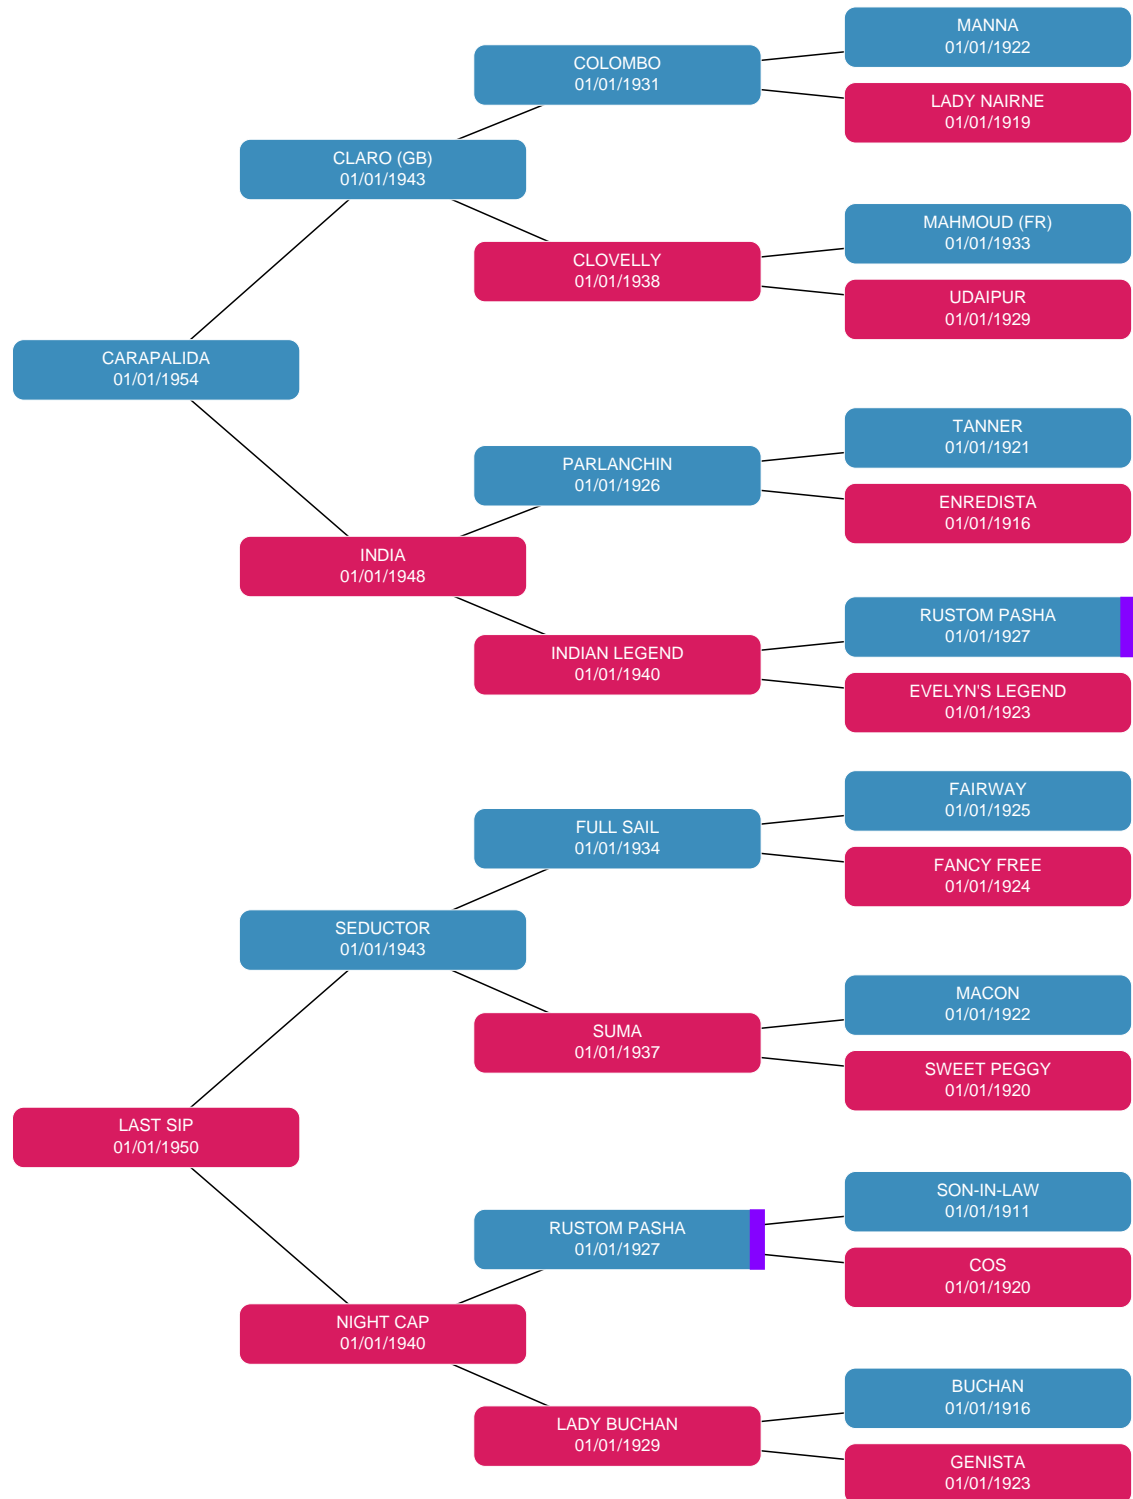 MANNA
01/01/1922
COLOMBO
01/01/1931
LADY NAIRNE
01/01/1919
CLARO (GB)
01/01/1943
MAHMOUD (FR)
01/01/1933
CLOVELLY
01/01/1938
UDAIPUR
01/01/1929
CARAPALIDA
01/01/1954
TANNER
01/01/1921
PARLANCHIN
01/01/1926
ENREDISTA
01/01/1916
INDIA
01/01/1948
RUSTOM PASHA
01/01/1927
INDIAN LEGEND
01/01/1940
EVELYN'S LEGEND
01/01/1923
FAIRWAY
01/01/1925
FULL SAIL
01/01/1934
FANCY FREE
01/01/1924
SEDUCTOR
01/01/1943
MACON
01/01/1922
SUMA
01/01/1937
SWEET PEGGY
01/01/1920
LAST SIP
01/01/1950
SON-IN-LAW
01/01/1911
RUSTOM PASHA
01/01/1927
COS
01/01/1920
NIGHT CAP
01/01/1940
BUCHAN
01/01/1916
LADY BUCHAN
01/01/1929
GENISTA
01/01/1923